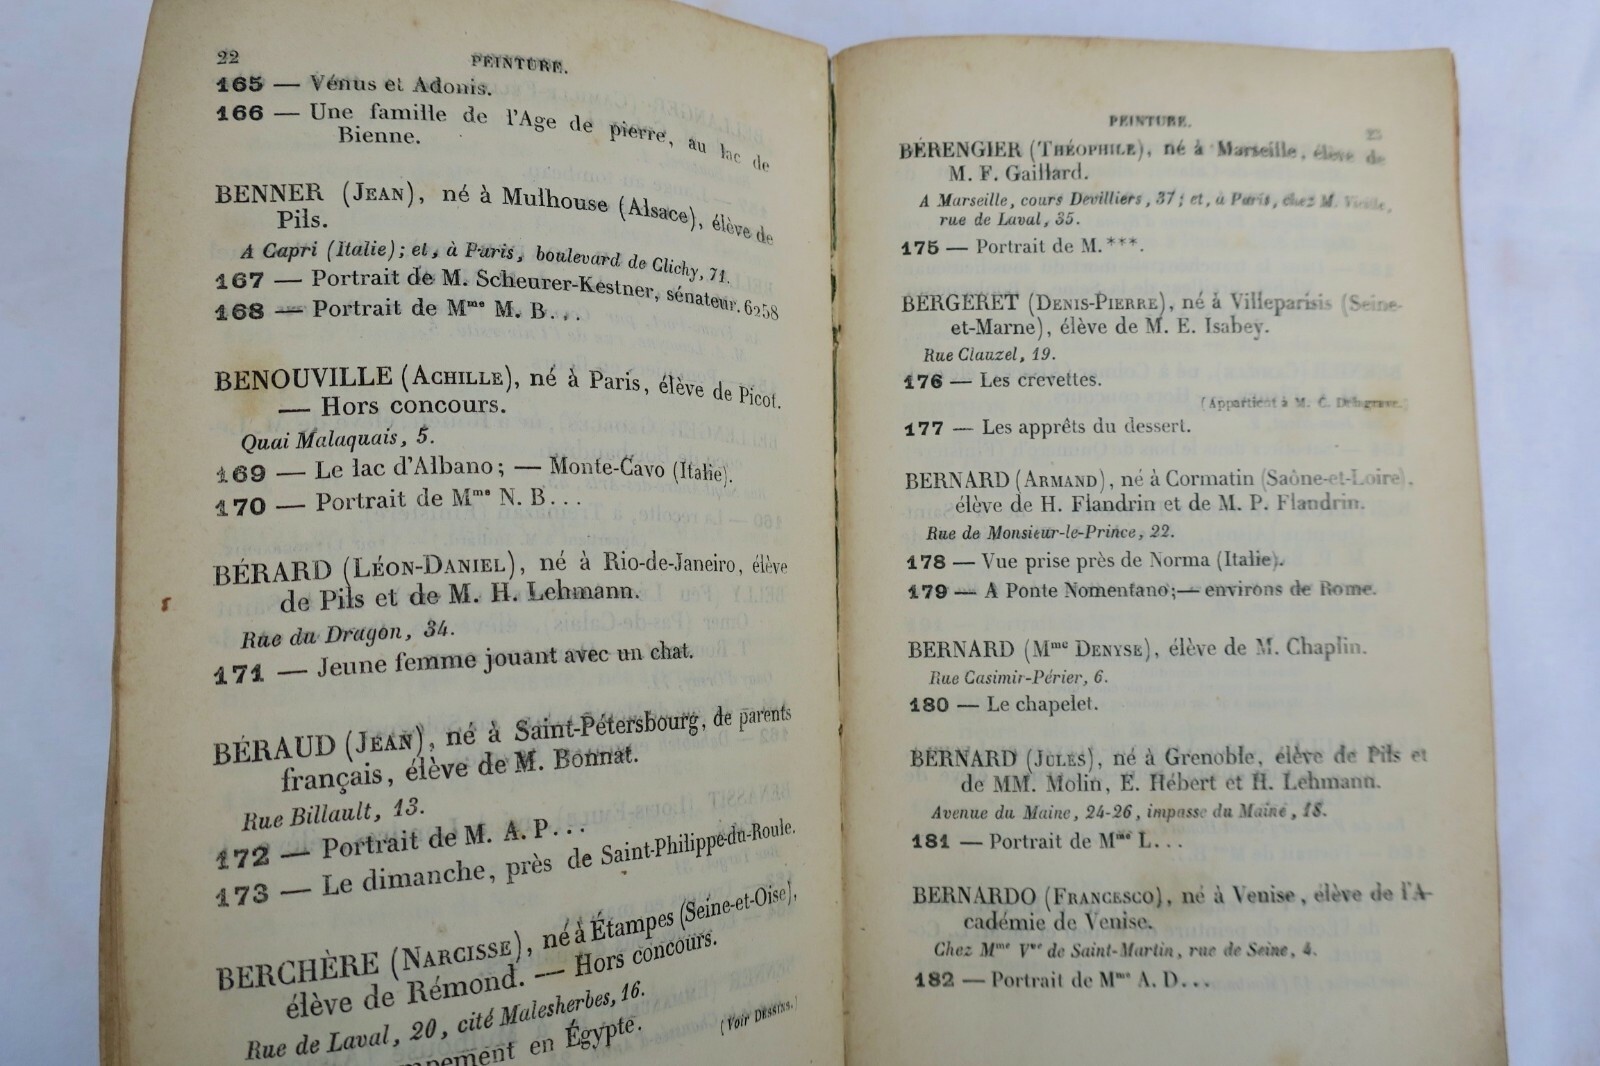 22
PEINTURE.
165 — Vénus et Adonis.
166 — Une famille de l'Age de pierre, au lac de
Bienne.
BENNER (JEAN), né à Mulhouse (Alsace), élève de
Pils.
A Capri (Italie); et, à Paris, boulevard de Clichy, 71.
167 — Portrait de M. Scheurer-Kestner, sénateur. 6258
168 — Portrait de Mme M. B...
BENOUVILLE (ACHILLE), né à Paris, élève de Picot.
— Hors concours.
Quai Malaquais, 5.
169 — Le lac d'Albano; — Monte-Cavo (Italie).
170 — Portrait de Mme N. B...
BÉRARD (LÉON-DANIEL), né à Rio-de-Janeiro, élève
de Pils et de M. H. Lehmann.
Rue du Dragon, 34.
171 — Jeune femme jouant avec un chat.
BÉRAUD (JEAN), né à Saint-Pétersbourg, de parents
français, élève de M. Bonnat.
Rue Billault, 13.
172 — Portrait de M. A. P...
173 — Le dimanche, près de Saint-Philippe-du-Roule.
BERCHÈRE (NARCISSE), né à Étampes (Seine-et-Oise),
élève de Rémond. — Hors concours.
Rue de Laval, 20, cité Malesherbes, 16.
(Voir DESSINS.)
en Égypte.
PEINTURE.
23
BÉRENGIER (THÉOPHILE), né à Marseille, élève de
M. F. Gaillard.
A Marseille, cours Devilliers, 37; et, à Paris, chez M.
rue de Laval, 35.
175 — Portrait de M.***.
BERGERET (DENIS-PIERRE), né à Villeparisis (Seine-
et-Marne), élève de M. E. Isabey.
Rue Clauzel, 19.
176 — Les crevettes.
(Appartient à M. C. Delagrave.)
177 — Les apprêts du dessert.
BERNARD (ARMAND), né à Cormatin (Saône-et-Loire),
élève de H. Flandrin et de M. P. Flandrin.
Rue de Monsieur-le-Prince, 22.
178 — Vue prise près de Norma (Italie).
179 — A Ponte Nomentano; — environs de Rome.
BERNARD (Mme DENYSE), élève de M. Chaplin.
Rue Casimir-Périer, 6.
180 — Le chapelet.
BERNARD (JULES), né à Grenoble, élève de Pils et
de MM. Molin, E. Hébert et H. Lehmann.
Avenue du Maine, 24-26, impasse du Maine, 18.
181 — Portrait de Mme L...
BERNARDO (FRANCESCO), né à Venise, élève de l'A-
cadémie de Venise.
Chez Mme Vve de Saint-Martin, rue de Seine, 4.
182 — Portrait de Mme A. D...